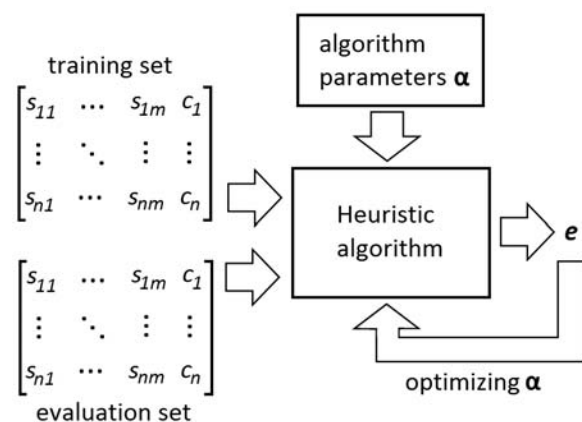 training set
s11 ⋯ s1m c1
⋮ ⋱ ⋮ ⋮
sn1 ⋯ snm cn
algorithm
parameters α
Heuristic
algorithm
e
s11 ⋯ s1m c1
⋮ ⋱ ⋮ ⋮
sn1 ⋯ snm cn
evaluation set
optimizing α